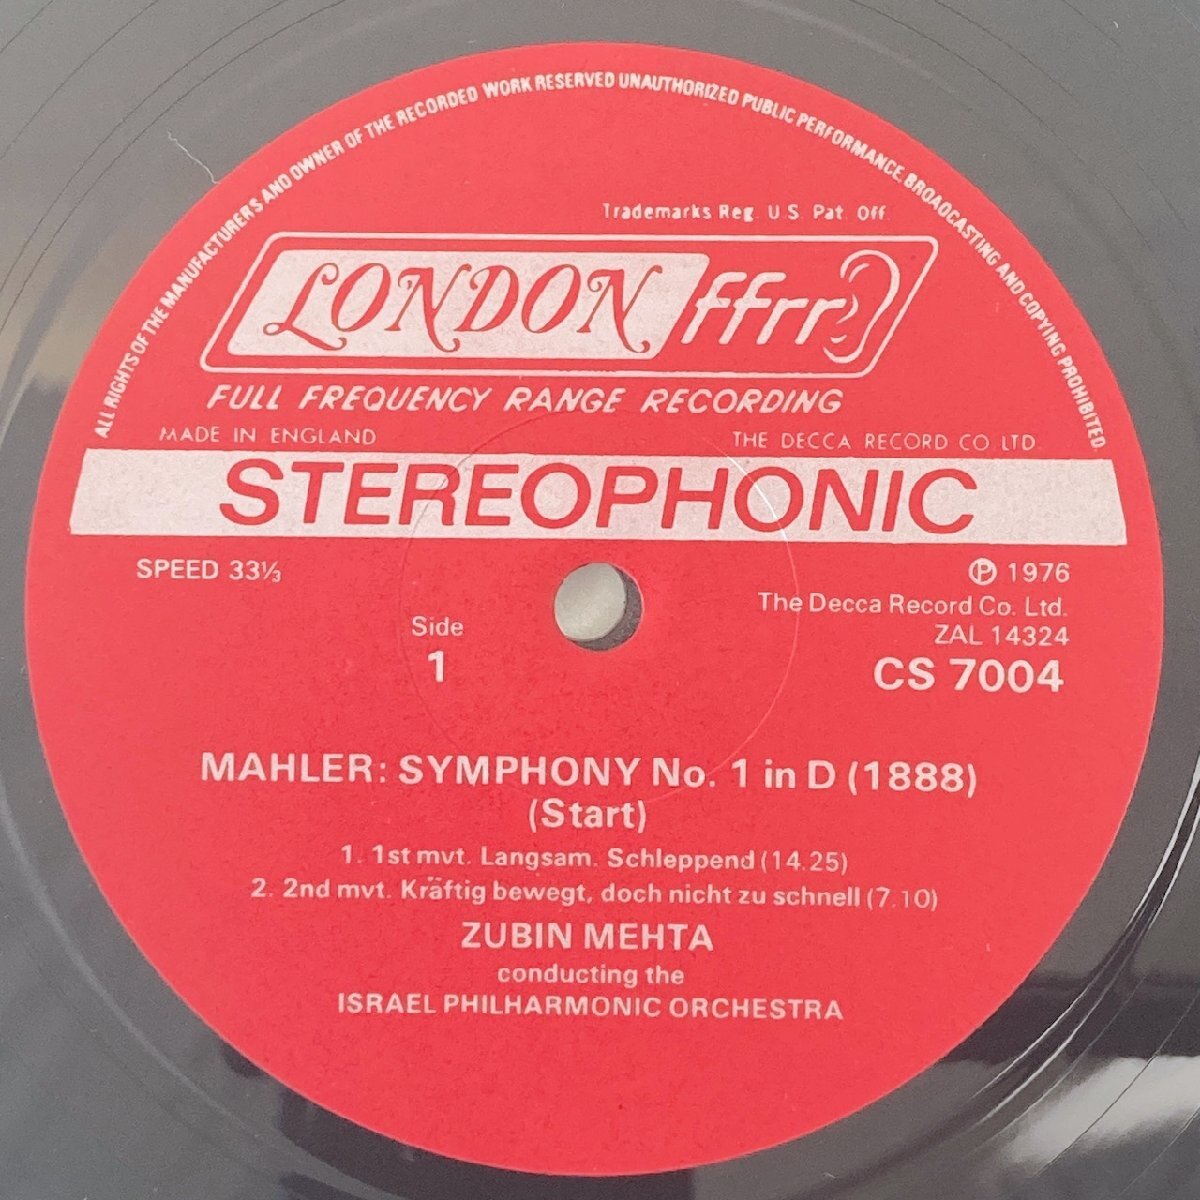 ALL RIGHTS OF THE MANUFACTURERS AND OWNER OF THE RECORDED WORK RESERVED UNAUTHORIZED PUBLIC PERFORMANCE, BROADCASTING AND COPYING PROHIBITED
Trademarks Reg. U.S. Pat. Off
LONDON ffrr
FULL FREQUENCY RANGE RECORDING
MADE IN ENGLAND THE DECCA RECORD CO LTD.
STEREOPHONIC
SPEED 33⅓ ℗ 1976
The Decca Record Co. Ltd.
Side ZAL 14324
1 CS 7004
MAHLER: SYMPHONY No. 1 in D (1888)
(Start)
1. 1st mvt. Langsam. Schleppend (14.25)
2. 2nd mvt. Kräftig bewegt, doch nicht zu schnell (7.10)
ZUBIN MEHTA
conducting the
ISRAEL PHILHARMONIC ORCHESTRA